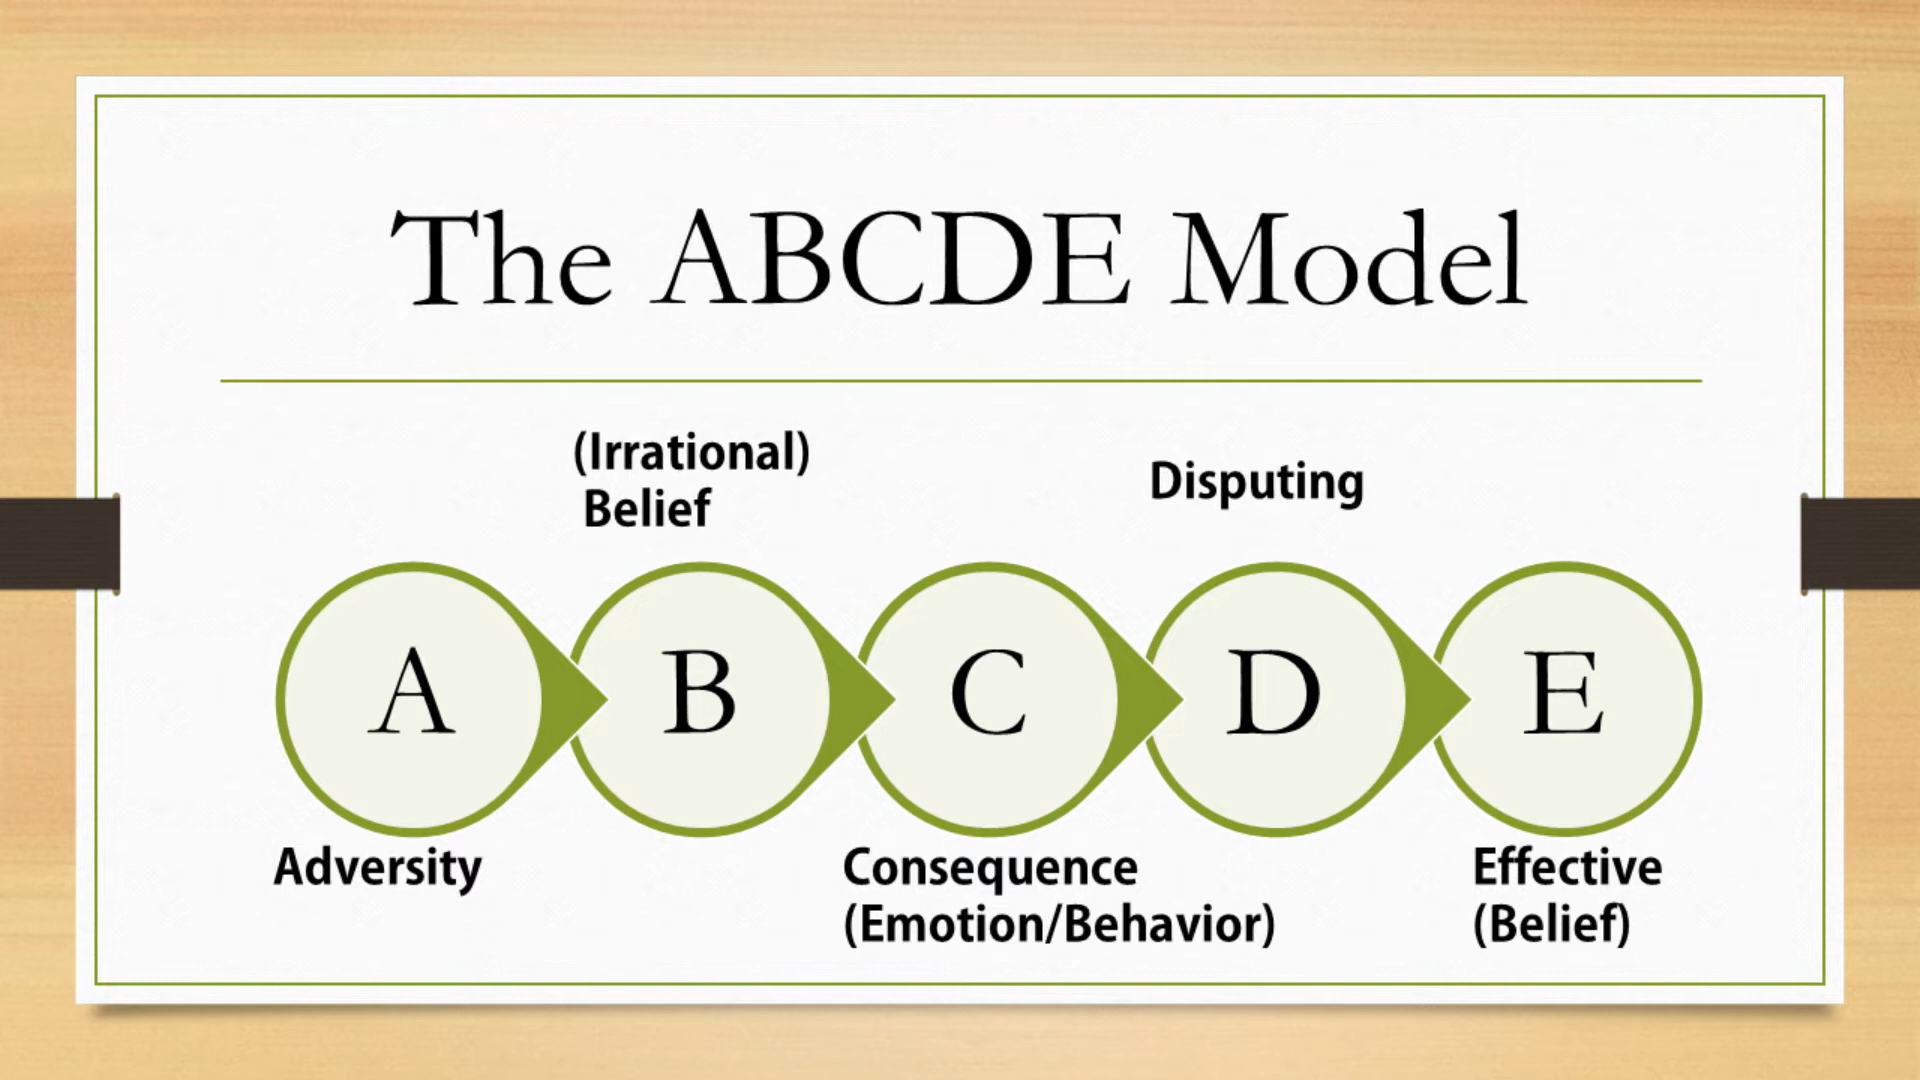 The ABCDE Model
(Irrational)
Belief
Disputing
A
B
C
D
E
Adversity
Consequence
(Emotion/Behavior)
Effective
(Belief)